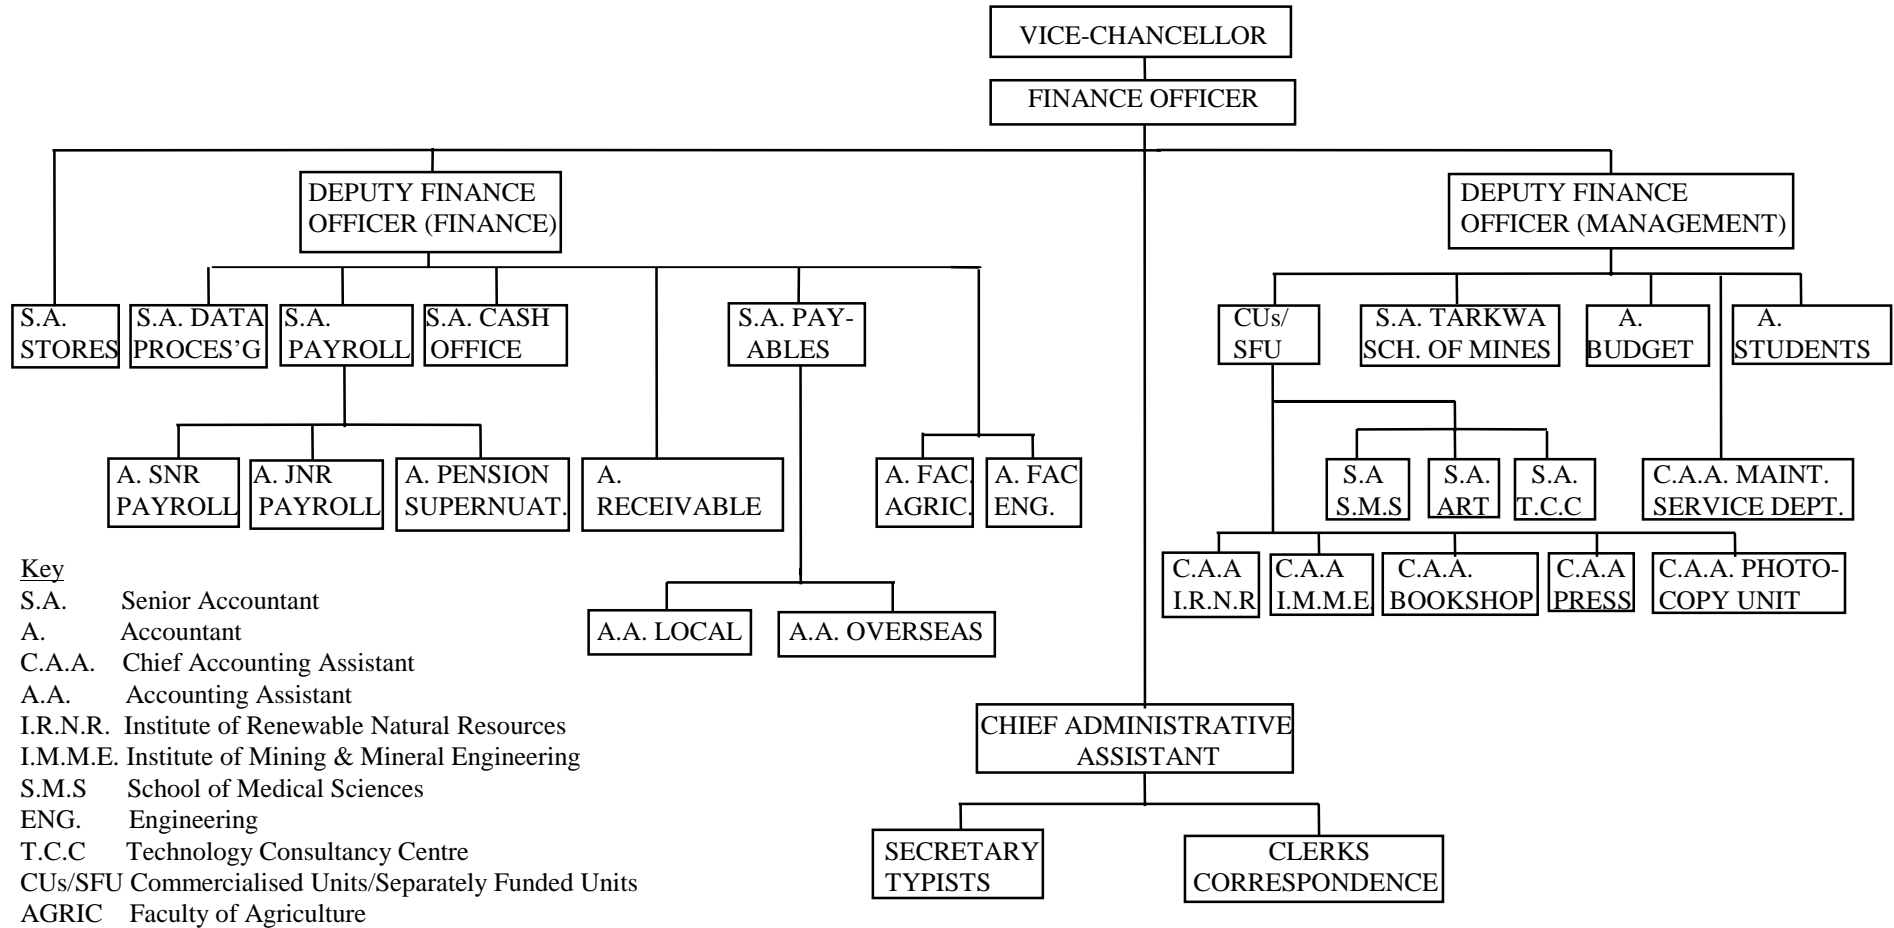 VICE-CHANCELLOR
FINANCE OFFICER
DEPUTY FINANCE
OFFICER (FINANCE)
DEPUTY FINANCE
OFFICER (MANAGEMENT)
S.A.
STORES
S.A. DATA
PROCES’G
S.A.
PAYROLL
S.A. CASH
OFFICE
S.A. PAY-
ABLES
CUs/
SFU
S.A. TARKWA
SCH. OF MINES
A.
BUDGET
A.
STUDENTS
A. SNR
PAYROLL
A. JNR
PAYROLL
A. PENSION
SUPERNUAT.
A.
RECEIVABLE
A. FAC.
AGRIC.
A. FAC
ENG.
S.A
S.M.S
S.A.
ART
S.A.
T.C.C
C.A.A. MAINT.
SERVICE DEPT.
C.A.A
I.R.N.R
C.A.A
I.M.M.E
C.A.A.
BOOKSHOP
C.A.A
PRESS
C.A.A. PHOTO-
COPY UNIT
A.A. LOCAL
A.A. OVERSEAS
CHIEF ADMINISTRATIVE
ASSISTANT
SECRETARY
TYPISTS
CLERKS
CORRESPONDENCE
Key
S.A. Senior Accountant
A. Accountant
C.A.A. Chief Accounting Assistant
A.A. Accounting Assistant
I.R.N.R. Institute of Renewable Natural Resources
I.M.M.E. Institute of Mining & Mineral Engineering
S.M.S School of Medical Sciences
ENG. Engineering
T.C.C Technology Consultancy Centre
CUs/SFU Commercialised Units/Separately Funded Units
AGRIC Faculty of Agriculture